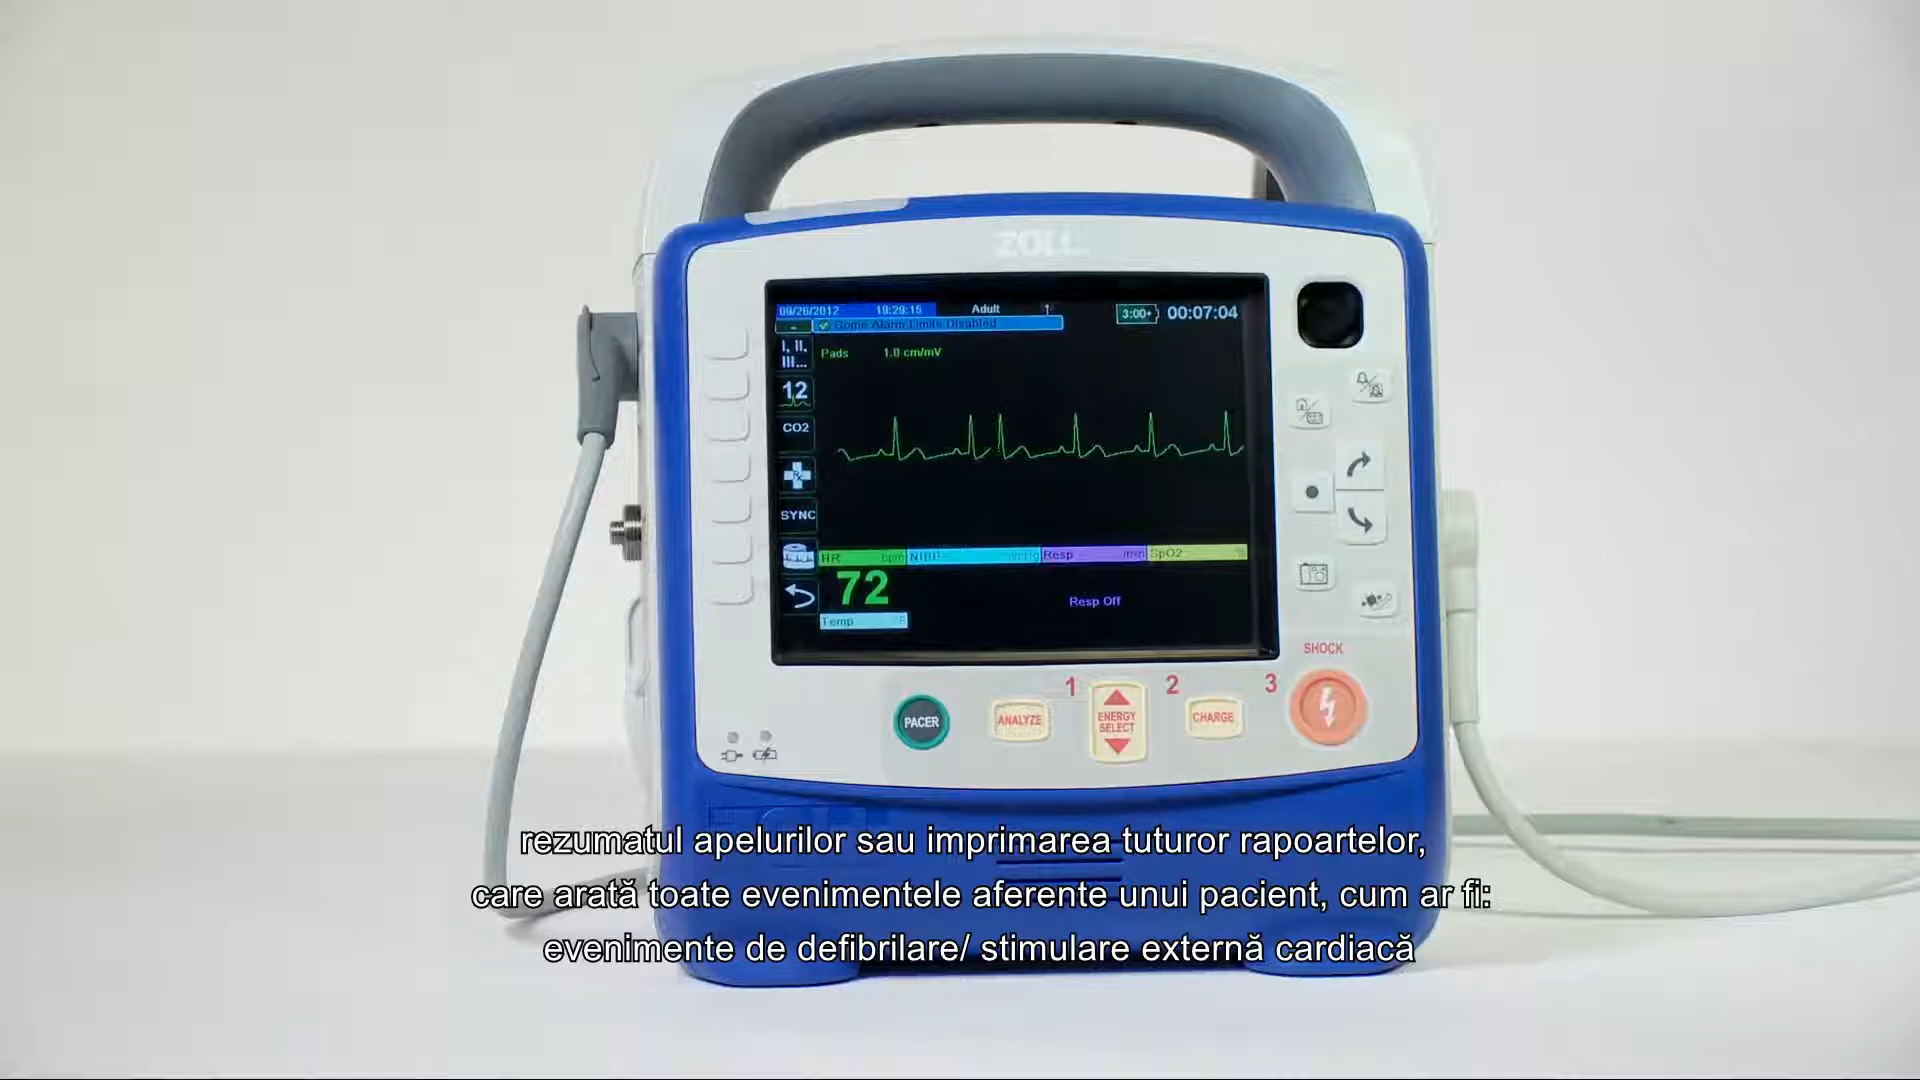 ZOLL
09/26/2012 19:29:15 Adult 3:00+ 00:07:04
Some Alarm Limits Disabled
I, II, III... Pads 1.0 cm/mV
12
CO2
Rx
SYNC
HR bpm NIBP mmHg Resp /min SpO2 %
72
Resp Off
Temp °F
SHOCK
1 2 3
PACER ANALYZE ENERGY SELECT CHARGE
rezumatul apelurilor sau imprimarea tuturor rapoartelor,
care arată toate evenimentele aferente unui pacient, cum ar fi:
evenimente de defibrilare/ stimulare externă cardiacă